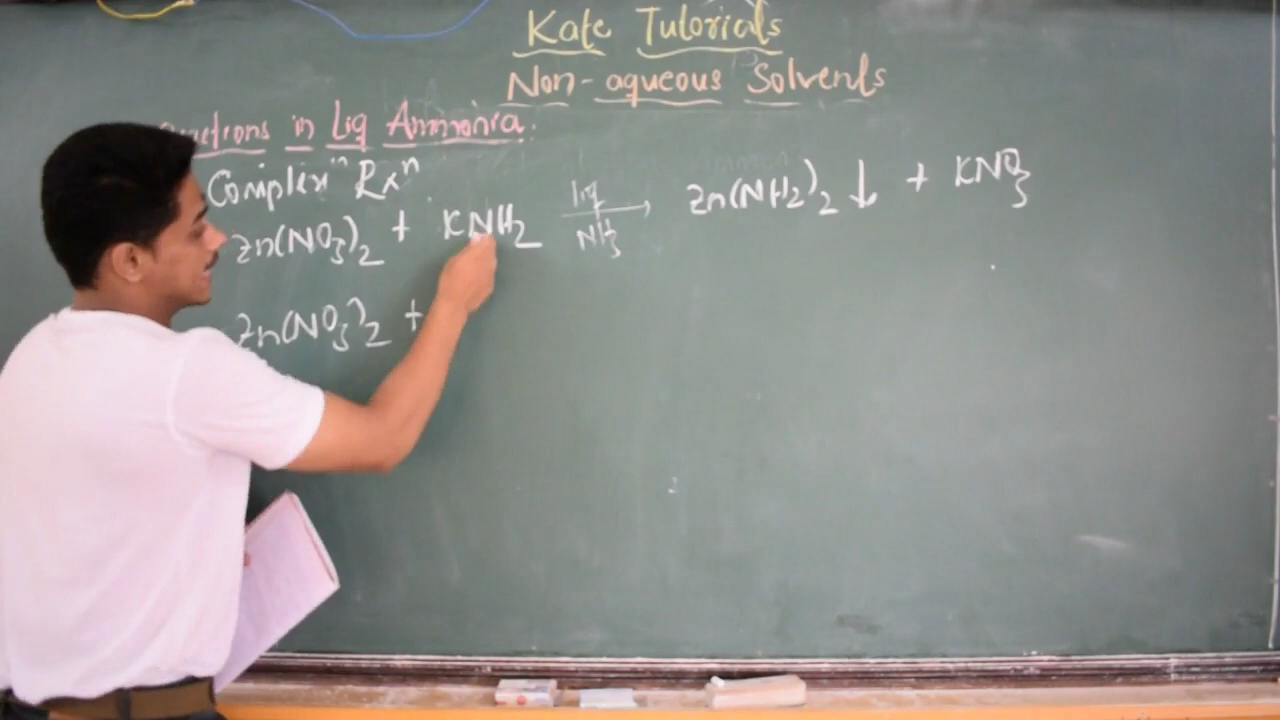 Kate Tutorials
Non-aqueous Solvents
in Liq Ammonia:
Complexⁿ Rxⁿ
Zn(NO3)2 + KNH2 liq NH3 → Zn(NH2)2 ↓ + KNO3
Zn(NO3)2 +